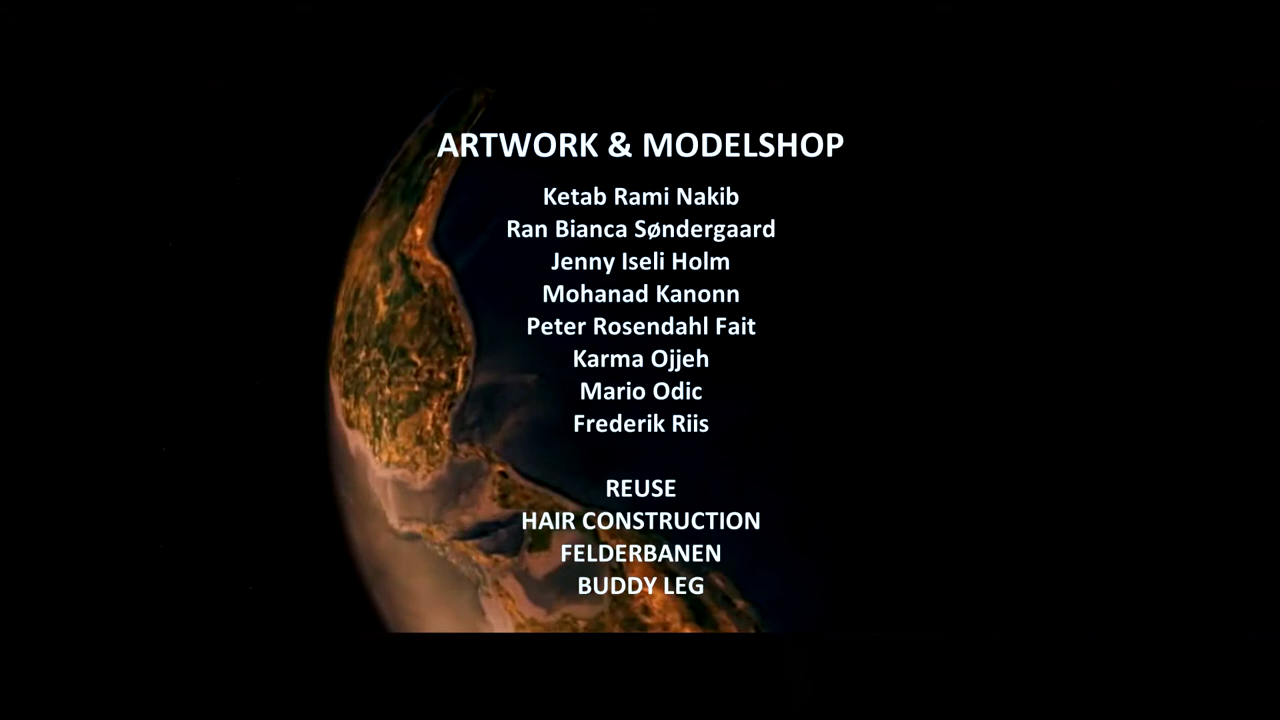 ARTWORK & MODELSHOP
Ketab Rami Nakib
Ran Bianca Søndergaard
Jenny Iseli Holm
Mohanad Kanonn
Peter Rosendahl Fait
Karma Ojjeh
Mario Odic
Frederik Riis
REUSE
HAIR CONSTRUCTION
FELDERBANEN
BUDDY LEG